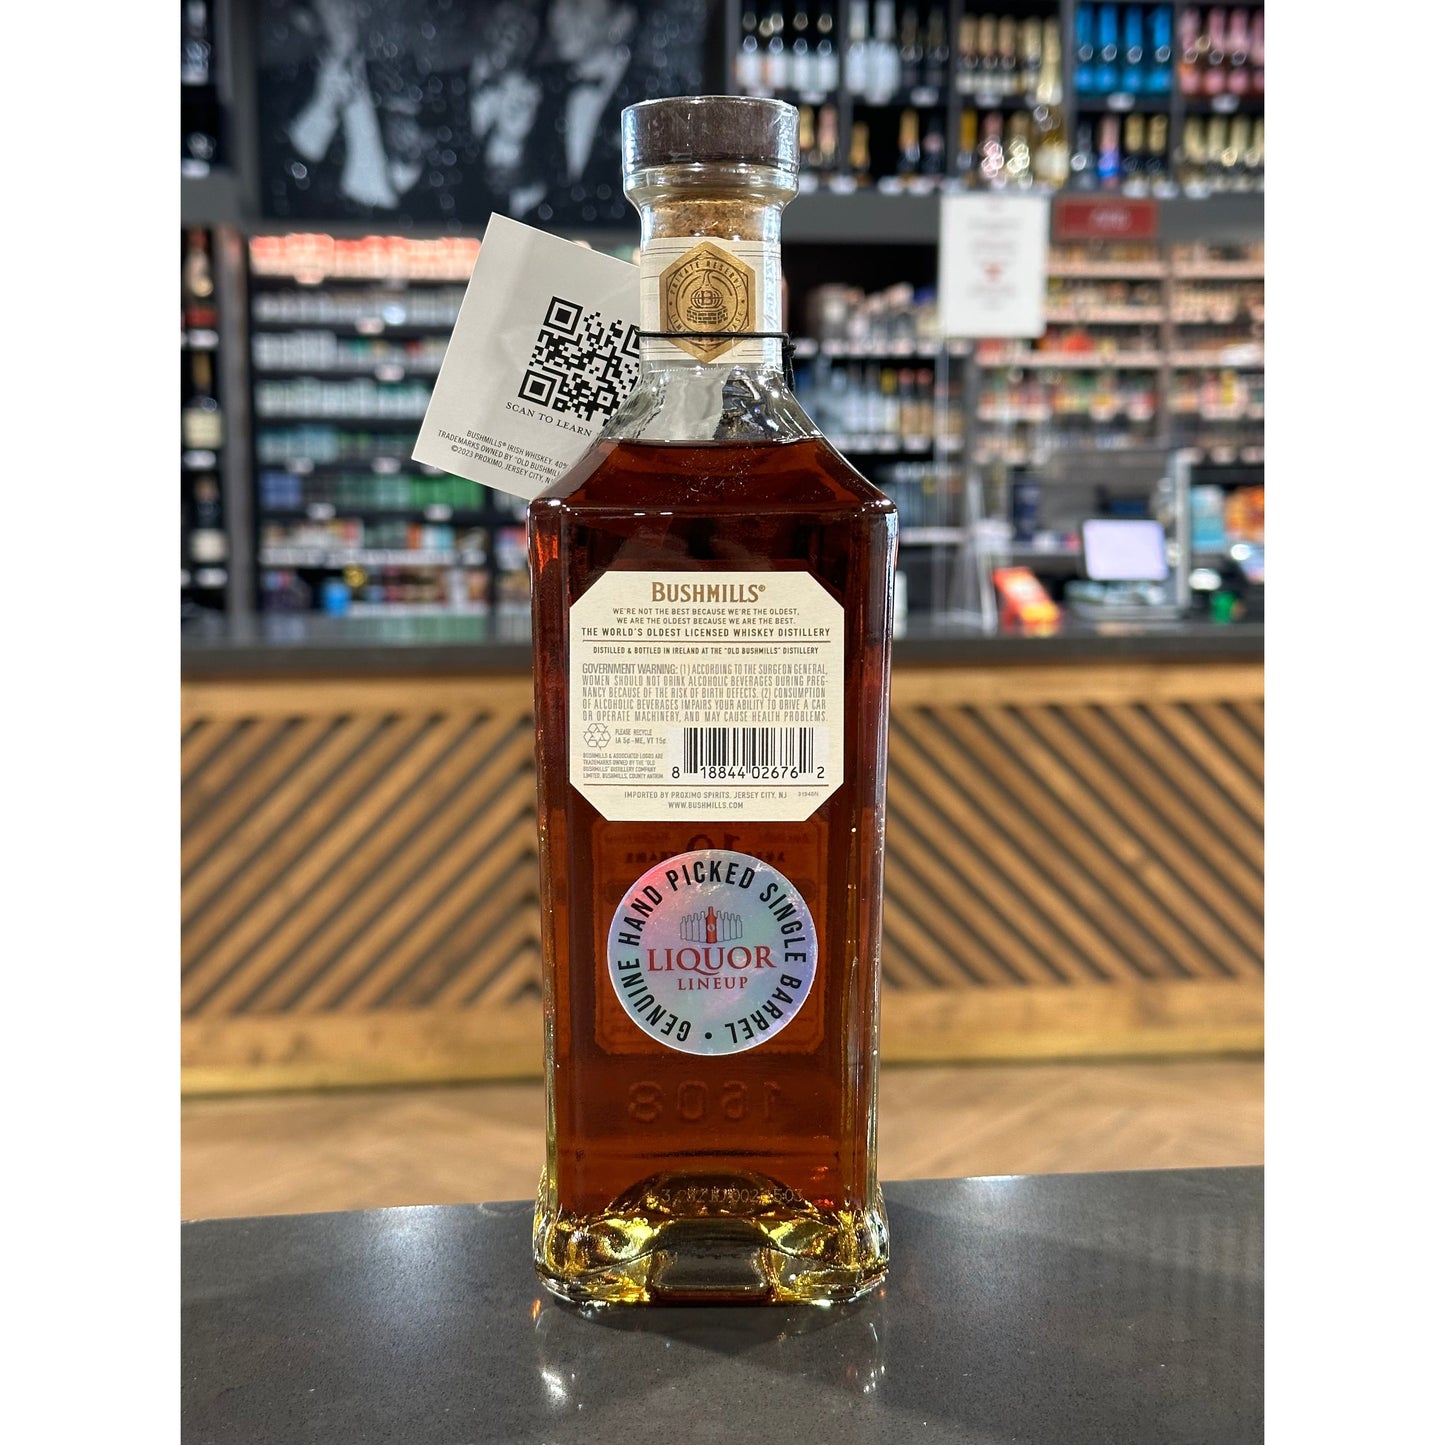 PRIVATE RESERVE
B
SCAN TO LEARN
BUSHMILLS® IRISH WHISKEY. 40%
TRADEMARKS OWNED BY "OLD BUSHMILL
©2023 PROXIMO, JERSEY CITY, NJ
BUSHMILLS®
WE'RE NOT THE BEST BECAUSE WE'RE THE OLDEST,
WE ARE THE OLDEST BECAUSE WE ARE THE BEST.
THE WORLD'S OLDEST LICENSED WHISKEY DISTILLERY
DISTILLED & BOTTLED IN IRELAND AT THE "OLD BUSHMILLS" DISTILLERY
GOVERNMENT WARNING: (1) ACCORDING TO THE SURGEON GENERAL,
WOMEN SHOULD NOT DRINK ALCOHOLIC BEVERAGES DURING PREG-
NANCY BECAUSE OF THE RISK OF BIRTH DEFECTS. (2) CONSUMPTION
OF ALCOHOLIC BEVERAGES IMPAIRS YOUR ABILITY TO DRIVE A CAR
OR OPERATE MACHINERY, AND MAY CAUSE HEALTH PROBLEMS.
PLEASE RECYCLE
IA 5¢ - ME, VT 15¢
BUSHMILLS & ASSOCIATED LOGOS ARE
TRADEMARKS OWNED BY THE "OLD
BUSHMILLS" DISTILLERY COMPANY
LIMITED, BUSHMILLS, COUNTY ANTRIM
8 18844 02676 2
IMPORTED BY PROXIMO SPIRITS, JERSEY CITY, NJ
WWW.BUSHMILLS.COM
GENUINE HAND PICKED SINGLE BARREL •
LIQUOR
LINEUP
1608